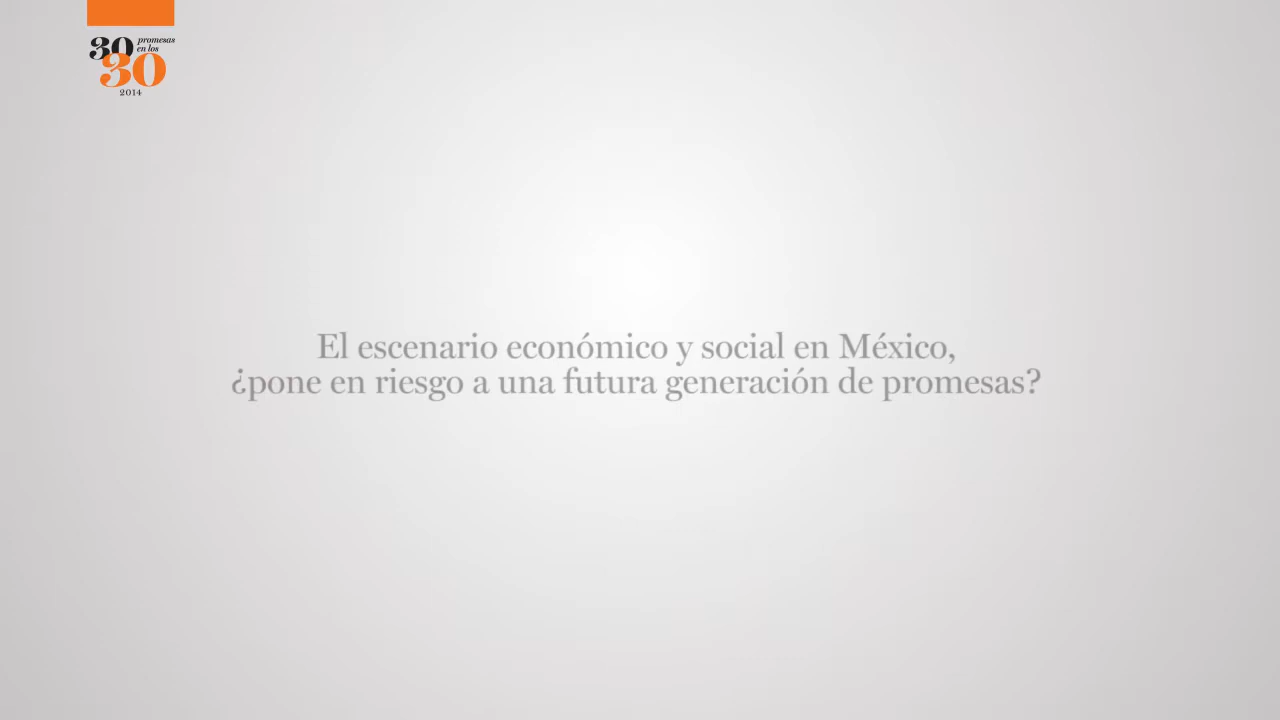 30 promesas
en los
30
2014
El escenario económico y social en México,
¿pone en riesgo a una futura generación de promesas?